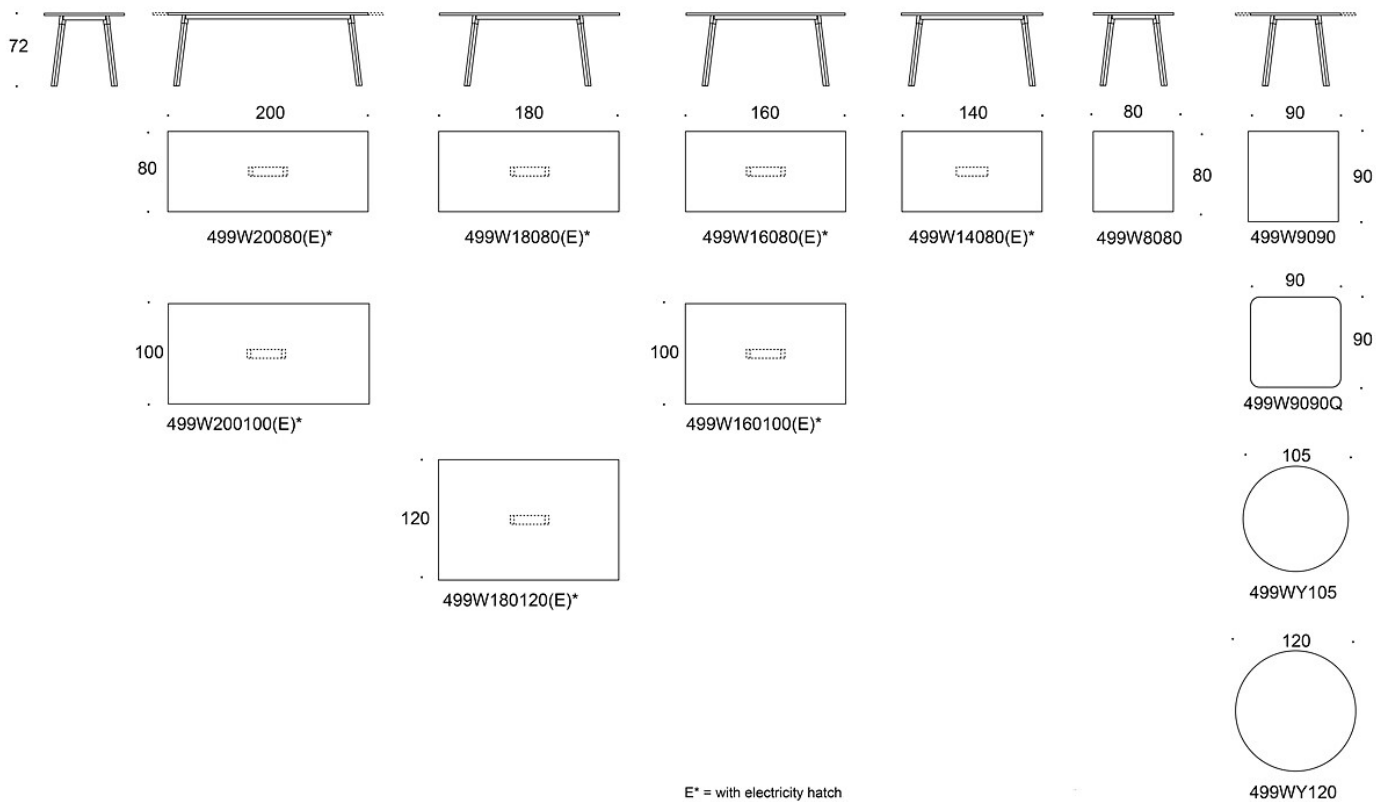 72
200
180
160
140
80
90
80
80
90
499W20080(E)*
499W18080(E)*
499W16080(E)*
499W14080(E)*
499W8080
499W9090
90
100
100
90
499W9090Q
499W200100(E)*
499W160100(E)*
105
120
499W180120(E)*
499WY105
120
E* = with electricity hatch
499WY120